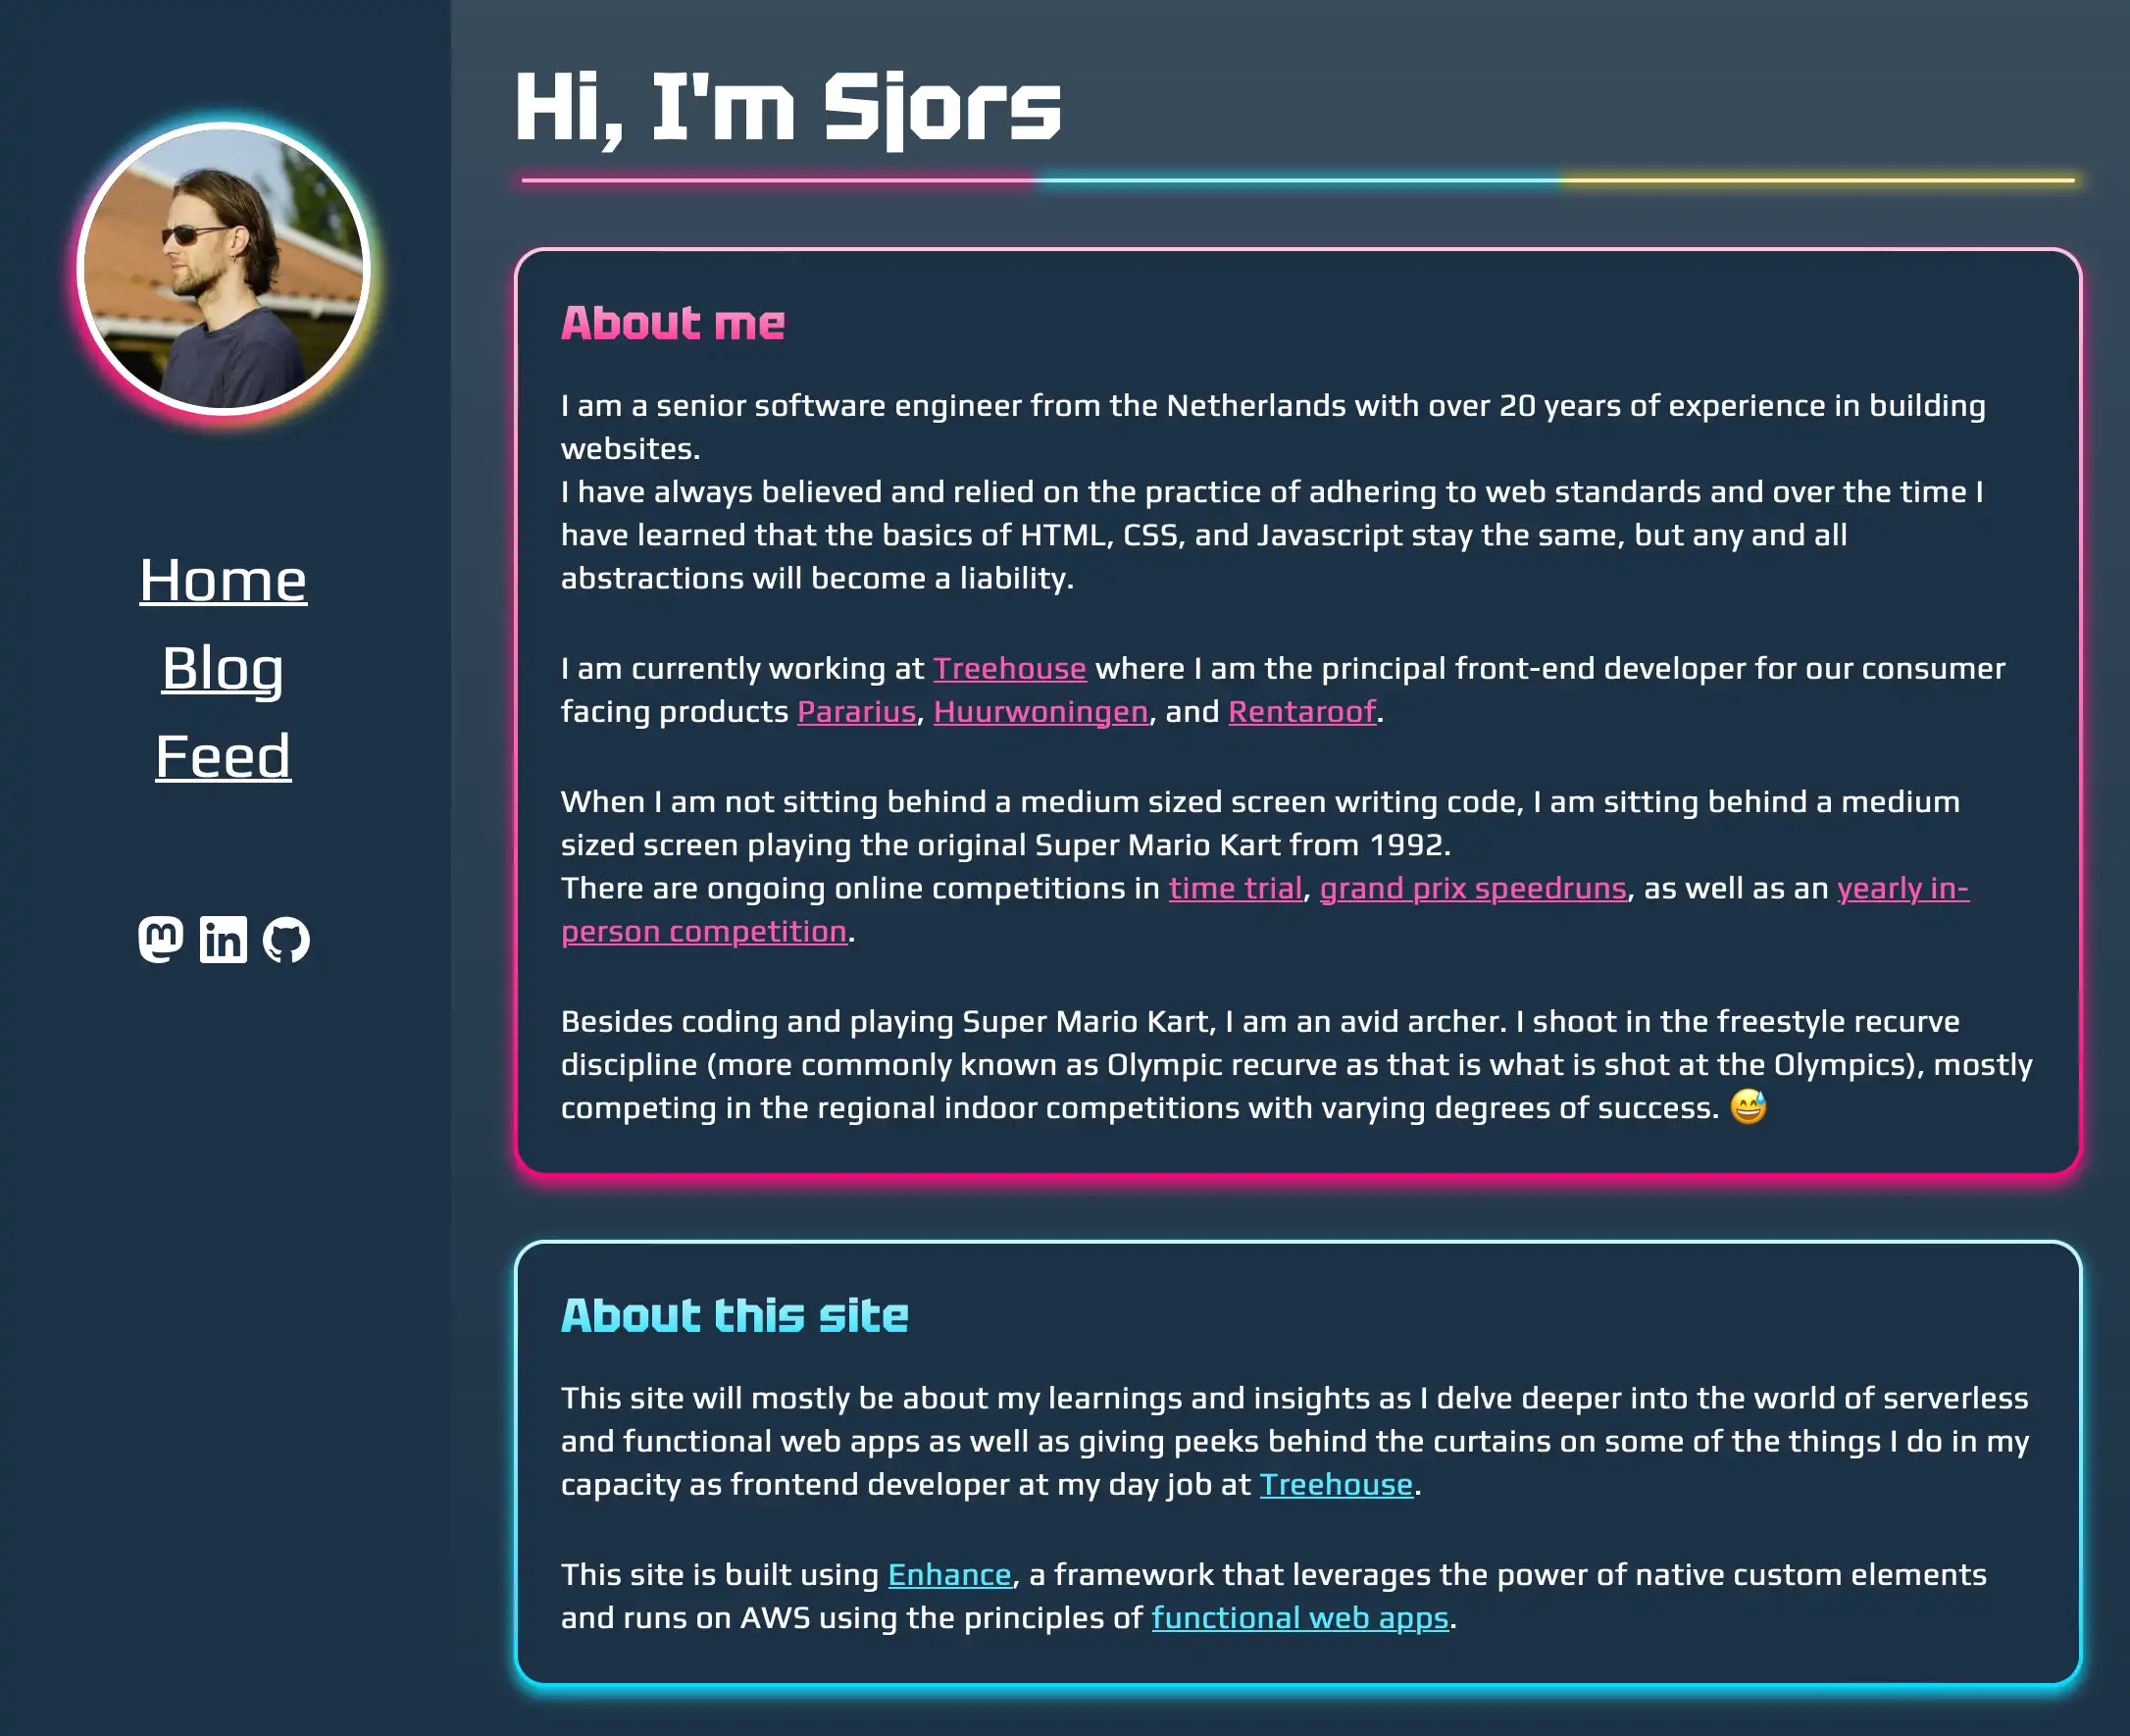 Hi, I'm Sjors
Home
Blog
Feed
About me
I am a senior software engineer from the Netherlands with over 20 years of experience in building
websites.
I have always believed and relied on the practice of adhering to web standards and over the time I
have learned that the basics of HTML, CSS, and Javascript stay the same, but any and all
abstractions will become a liability.
I am currently working at Treehouse where I am the principal front-end developer for our consumer
facing products Pararius, Huurwoningen, and Rentaroof.
When I am not sitting behind a medium sized screen writing code, I am sitting behind a medium
sized screen playing the original Super Mario Kart from 1992.
There are ongoing online competitions in time trial, grand prix speedruns, as well as an yearly in-
person competition.
Besides coding and playing Super Mario Kart, I am an avid archer. I shoot in the freestyle recurve
discipline (more commonly known as Olympic recurve as that is what is shot at the Olympics), mostly
competing in the regional indoor competitions with varying degrees of success. 😅
About this site
This site will mostly be about my learnings and insights as I delve deeper into the world of serverless
and functional web apps as well as giving peeks behind the curtains on some of the things I do in my
capacity as frontend developer at my day job at Treehouse.
This site is built using Enhance, a framework that leverages the power of native custom elements
and runs on AWS using the principles of functional web apps.